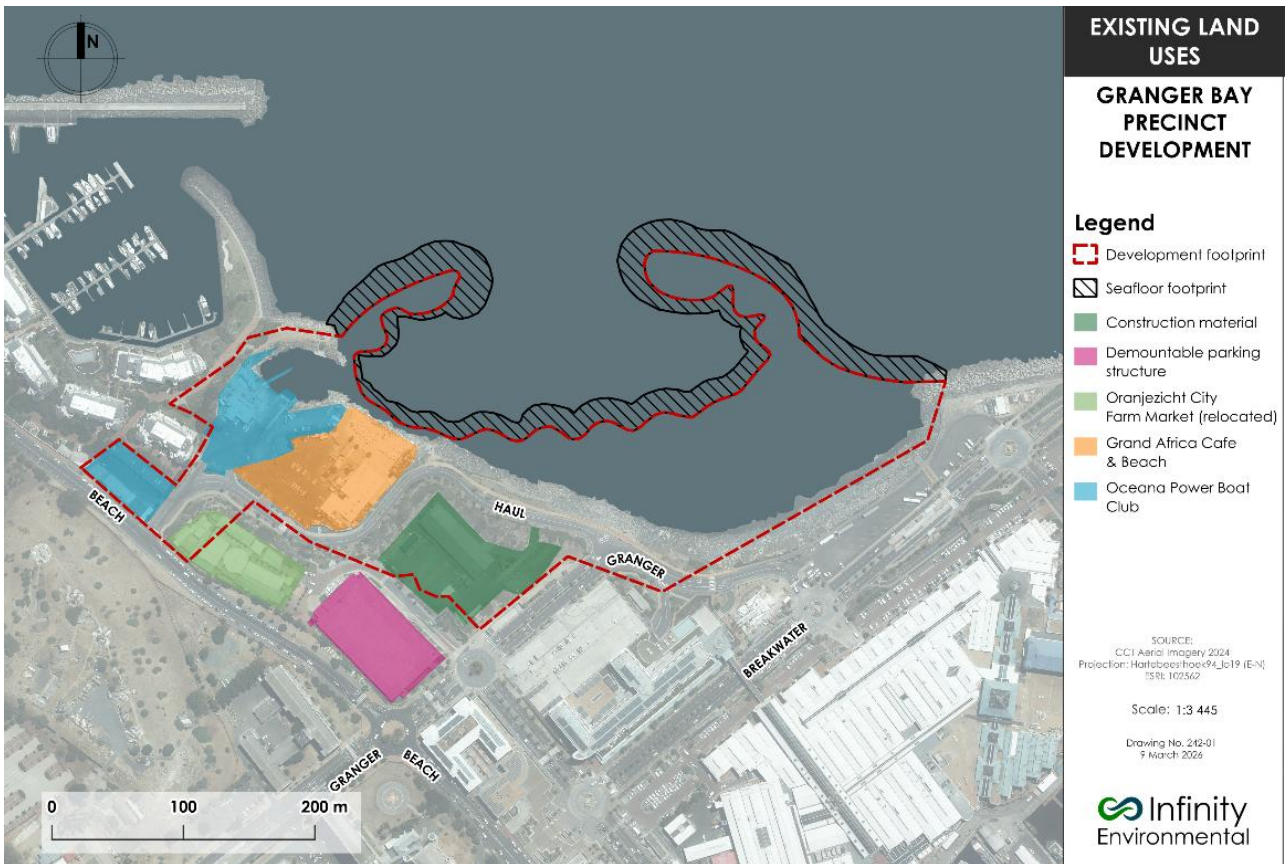 N
EXISTING LAND
USES
GRANGER BAY
PRECINCT
DEVELOPMENT
Legend
Development footprint
Seafloor footprint
Construction material
Demountable parking
structure
Oranjezicht City
Farm Market (relocated)
Grand Africa Cafe
& Beach
Oceana Power Boat
Club
BEACH
HAUL
GRANGER
BREAKWATER
GRANGER
BEACH
0 100 200 m
SOURCE:
CCT Aerial Imagery 2024
Projection: Hartebeesthoek94_lo19 (E-N)
ESRI: 102562
Scale: 1:3 445
Drawing No. 242-01
9 March 2026
Infinity
Environmental